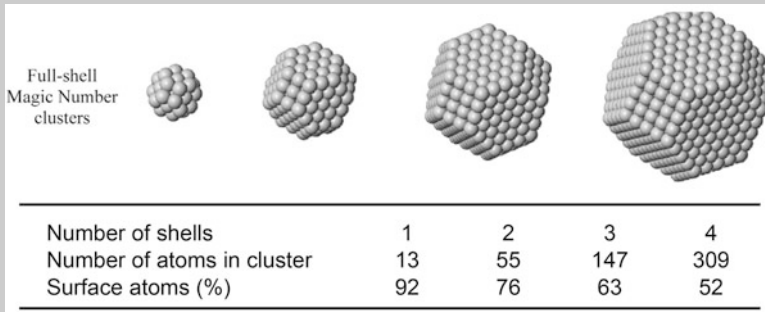 Full-shell
Magic Number
clusters
Number of shells 1 2 3 4
Number of atoms in cluster 13 55 147 309
Surface atoms (%) 92 76 63 52